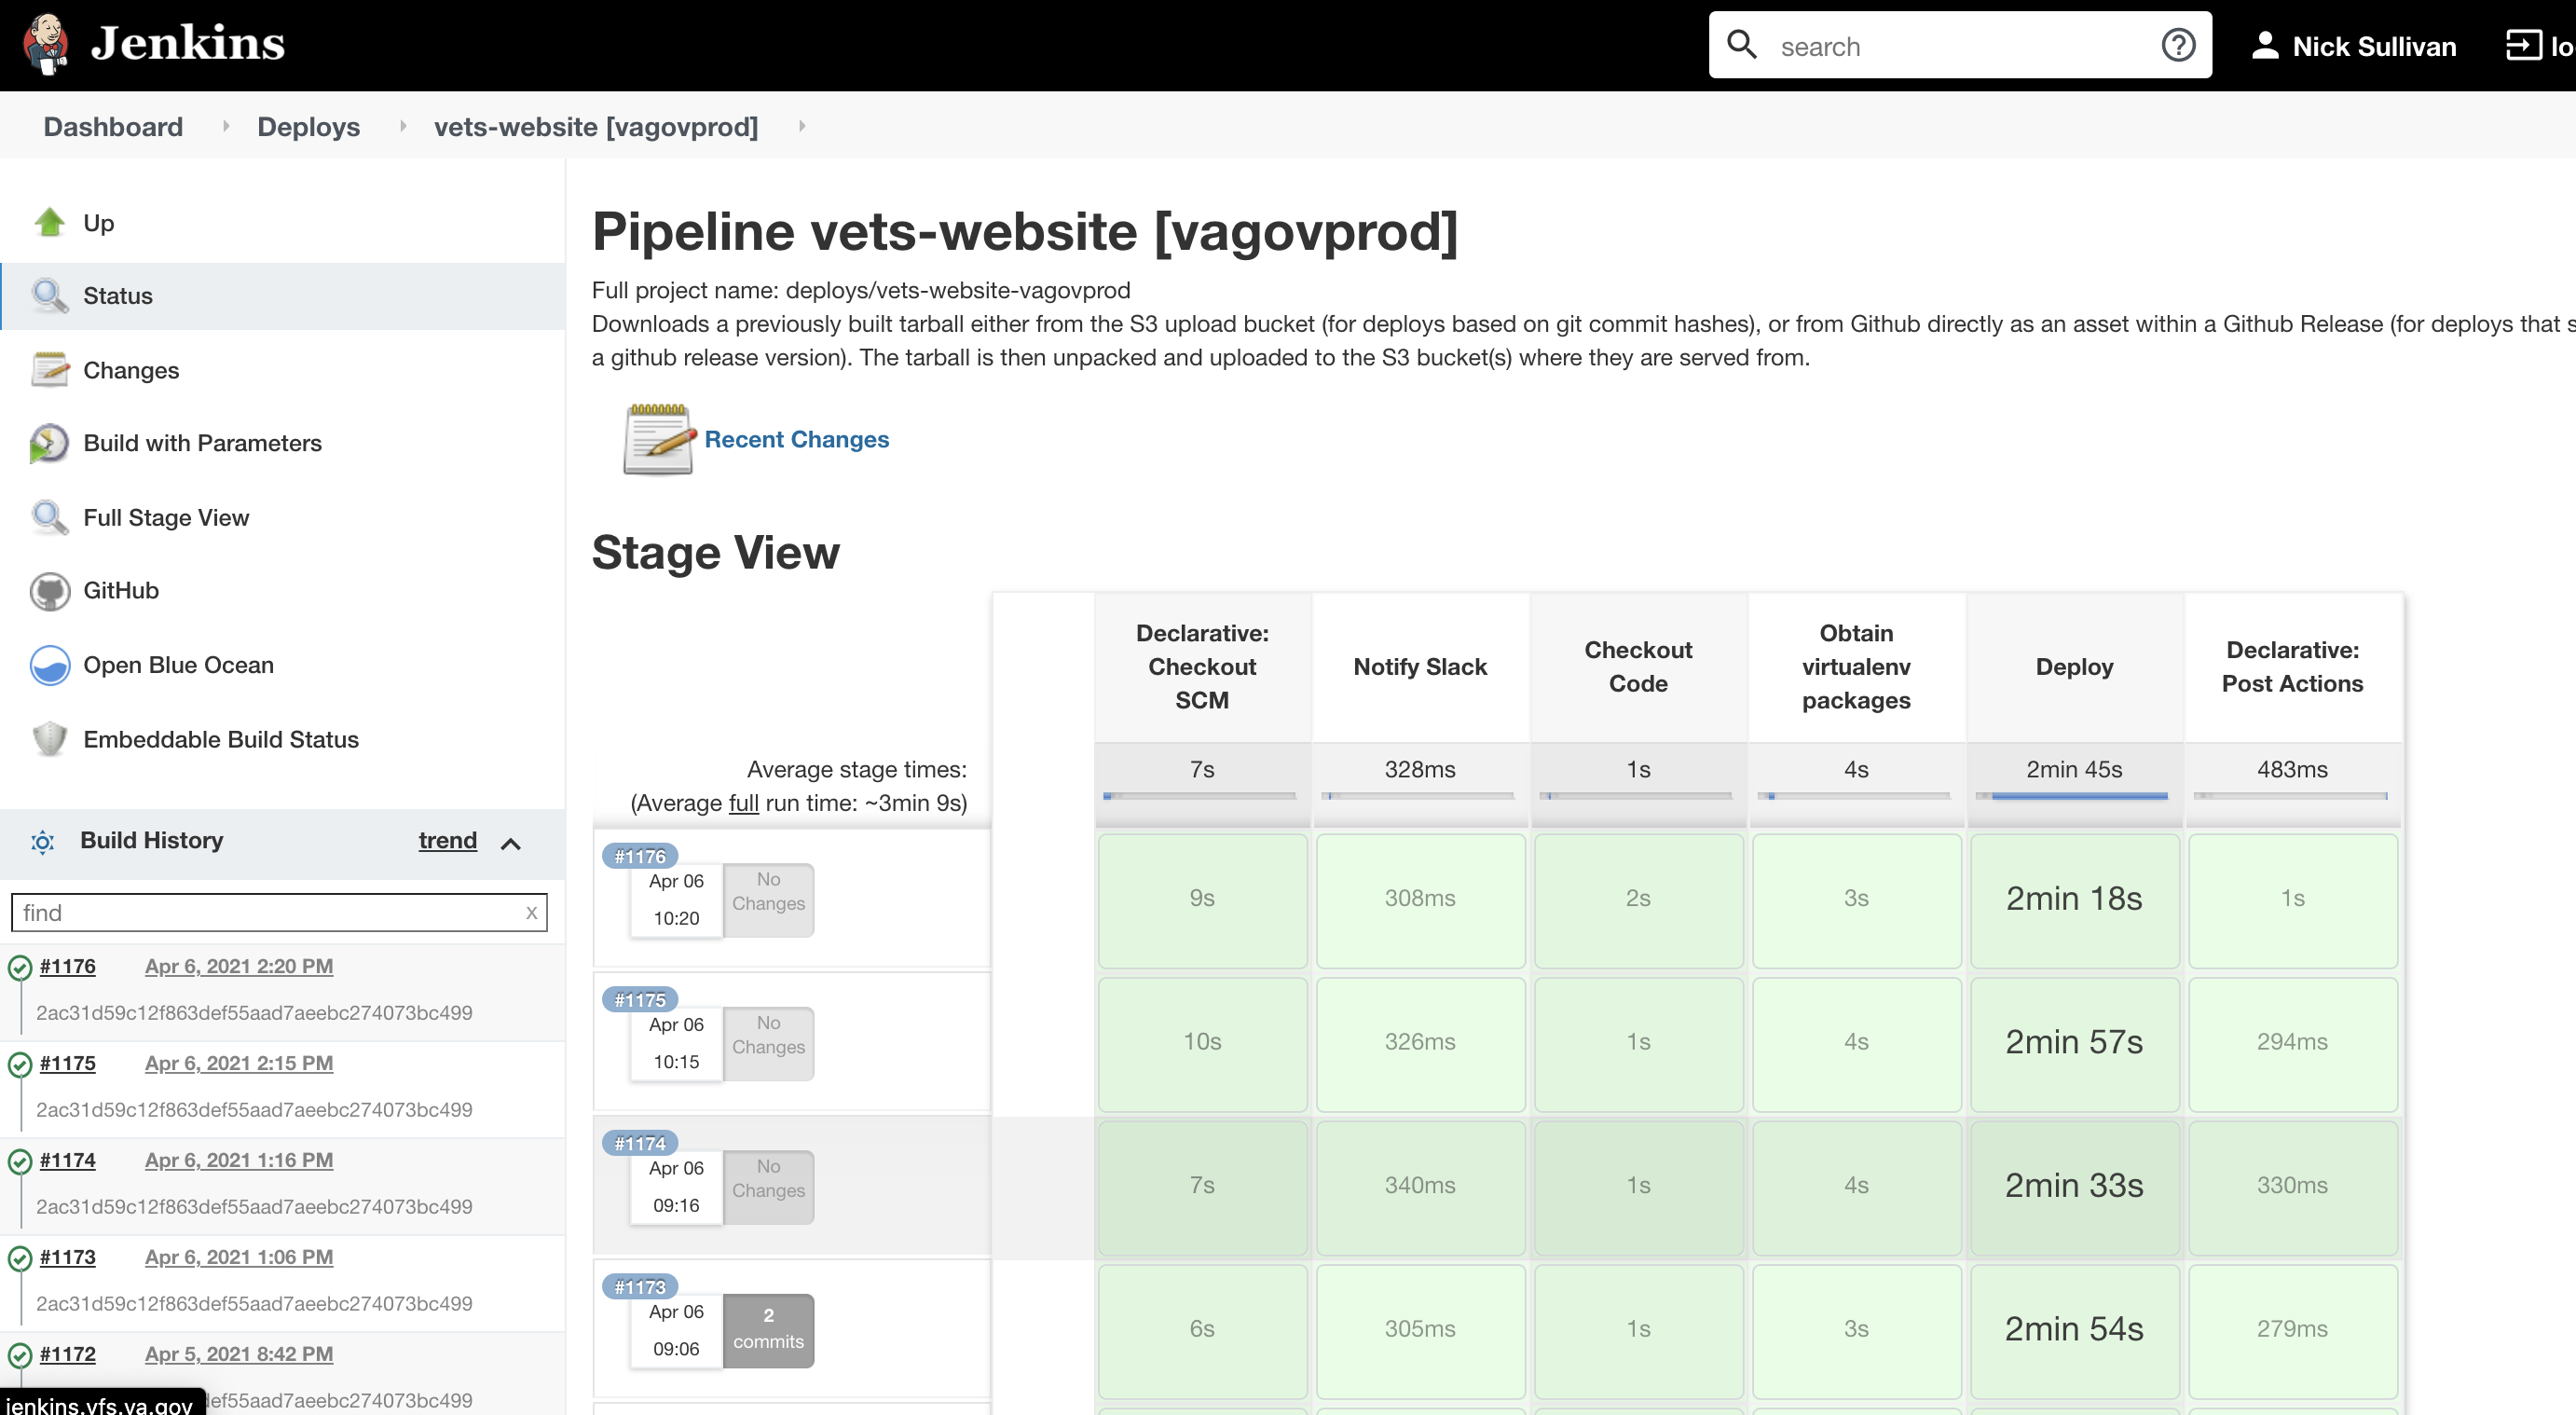 Jenkins
search
Nick Sullivan
lo
Dashboard
Deploys
vets-website [vagovprod]
Up
Status
Changes
Build with Parameters
Full Stage View
GitHub
Open Blue Ocean
Embeddable Build Status
Build History
trend
find
x
#1176 Apr 6, 2021 2:20 PM
2ac31d59c12f863def55aad7aeebc274073bc499
#1175 Apr 6, 2021 2:15 PM
2ac31d59c12f863def55aad7aeebc274073bc499
#1174 Apr 6, 2021 1:16 PM
2ac31d59c12f863def55aad7aeebc274073bc499
#1173 Apr 6, 2021 1:06 PM
2ac31d59c12f863def55aad7aeebc274073bc499
#1172 Apr 5, 2021 8:42 PM
def55aad7aeebc274073bc499
jenkins.vfs.va.gov
Pipeline vets-website [vagovprod]
Full project name: deploys/vets-website-vagovprod
Downloads a previously built tarball either from the S3 upload bucket (for deploys based on git commit hashes), or from Github directly as an asset within a Github Release (for deploys that s
a github release version). The tarball is then unpacked and uploaded to the S3 bucket(s) where they are served from.
Recent Changes
Stage View
Declarative:
Checkout
SCM
Notify Slack
Checkout
Code
Obtain
virtualenv
packages
Deploy
Declarative:
Post Actions
Average stage times:
(Average full run time: ~3min 9s)
7s
328ms
1s
4s
2min 45s
483ms
#1176
Apr 06
10:20
No
Changes
9s
308ms
2s
3s
2min 18s
1s
#1175
Apr 06
10:15
No
Changes
10s
326ms
1s
4s
2min 57s
294ms
#1174
Apr 06
09:16
No
Changes
7s
340ms
1s
4s
2min 33s
330ms
#1173
Apr 06
09:06
2
commits
6s
305ms
1s
3s
2min 54s
279ms